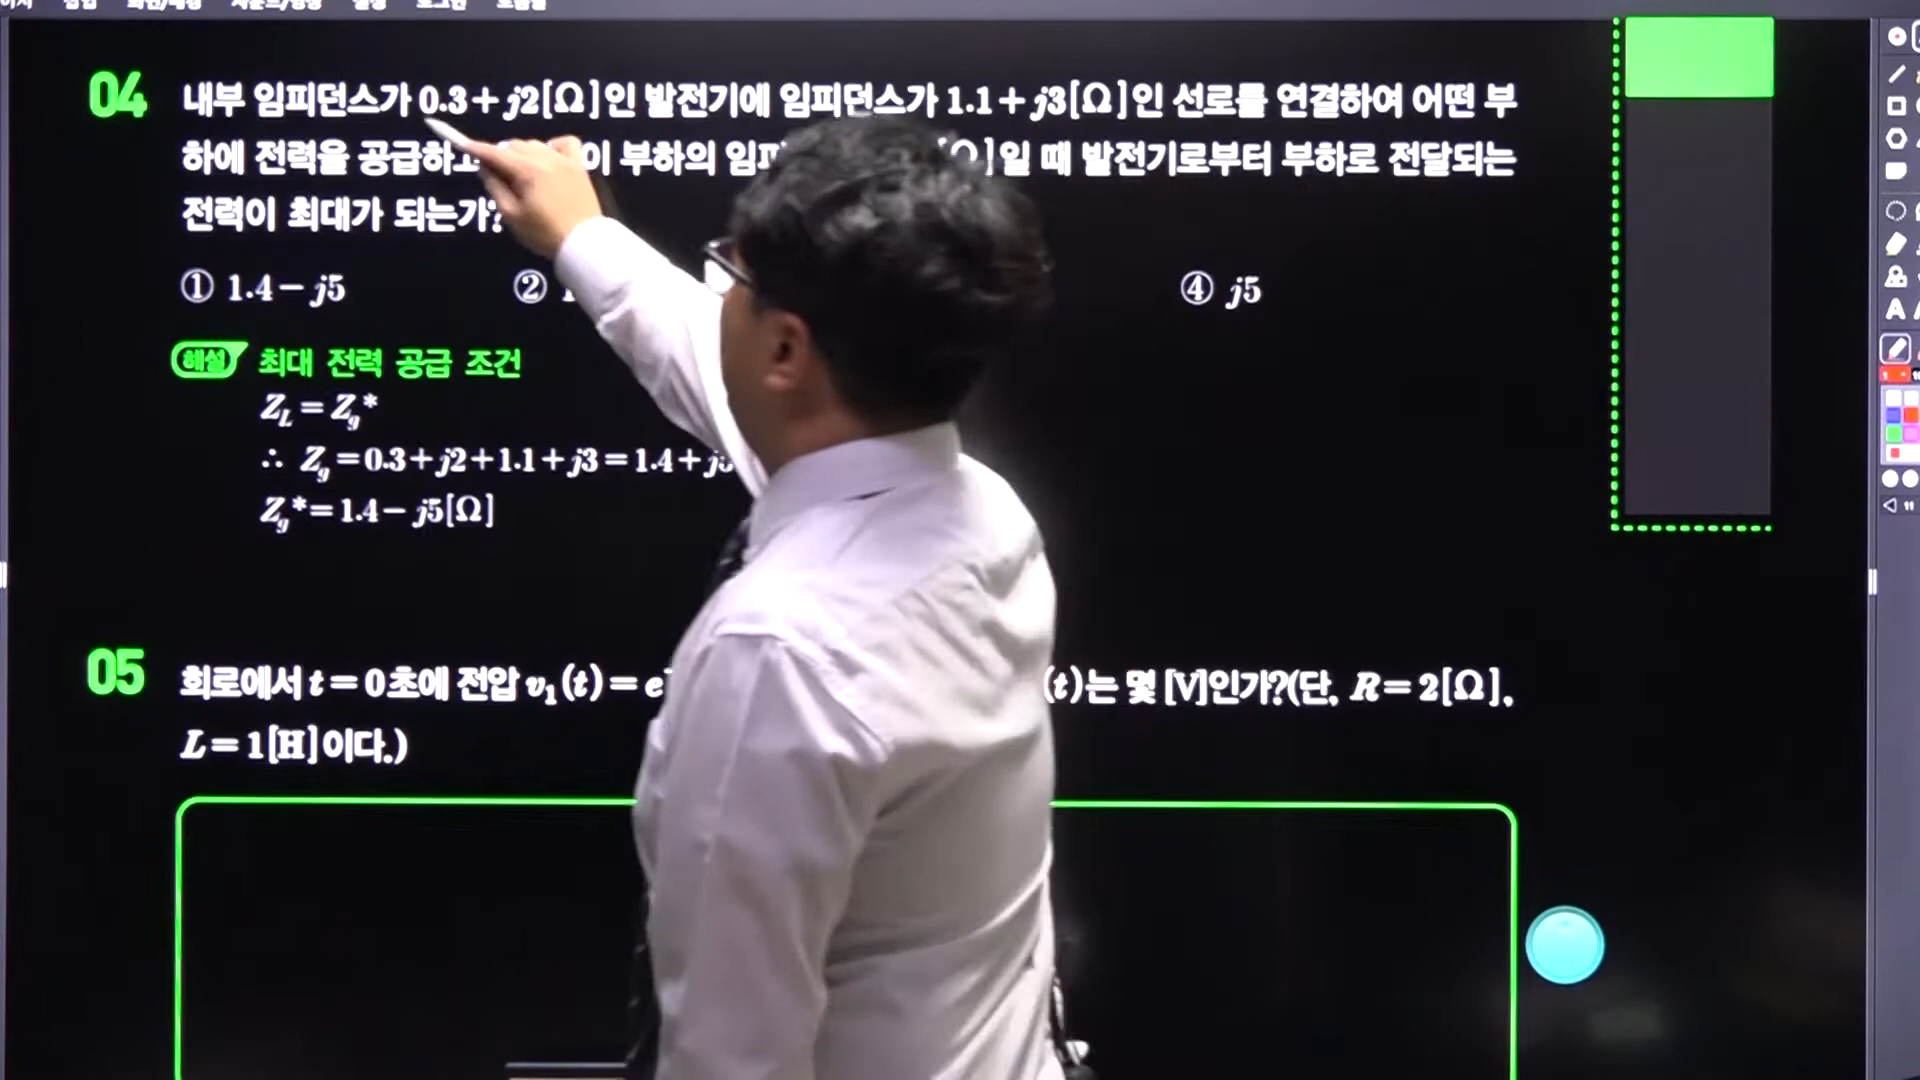 04 내부 임피던스가 0.3+j2[Ω]인 발전기에 임피던스가 1.1+j3[Ω]인 선로를 연결하여 어떤 부
하에 전력을 공급하고 이 부하의 [Ω]일 때 발전기로부터 부하로 전달되는
전력이 최대가 되는가?
① 1.4-j5 ② ④ j5
해설 최대 전력 공급 조건
Z_L=Z_g*
∴ Z_g=0.3+j2+1.1+j3=1.4+j5
Z_g*=1.4-j5[Ω]
05 회로에서 t=0초에 전압 v₁(t)=e (t)는 몇 [V]인가?(단, R=2[Ω],
L=1[H]이다.)